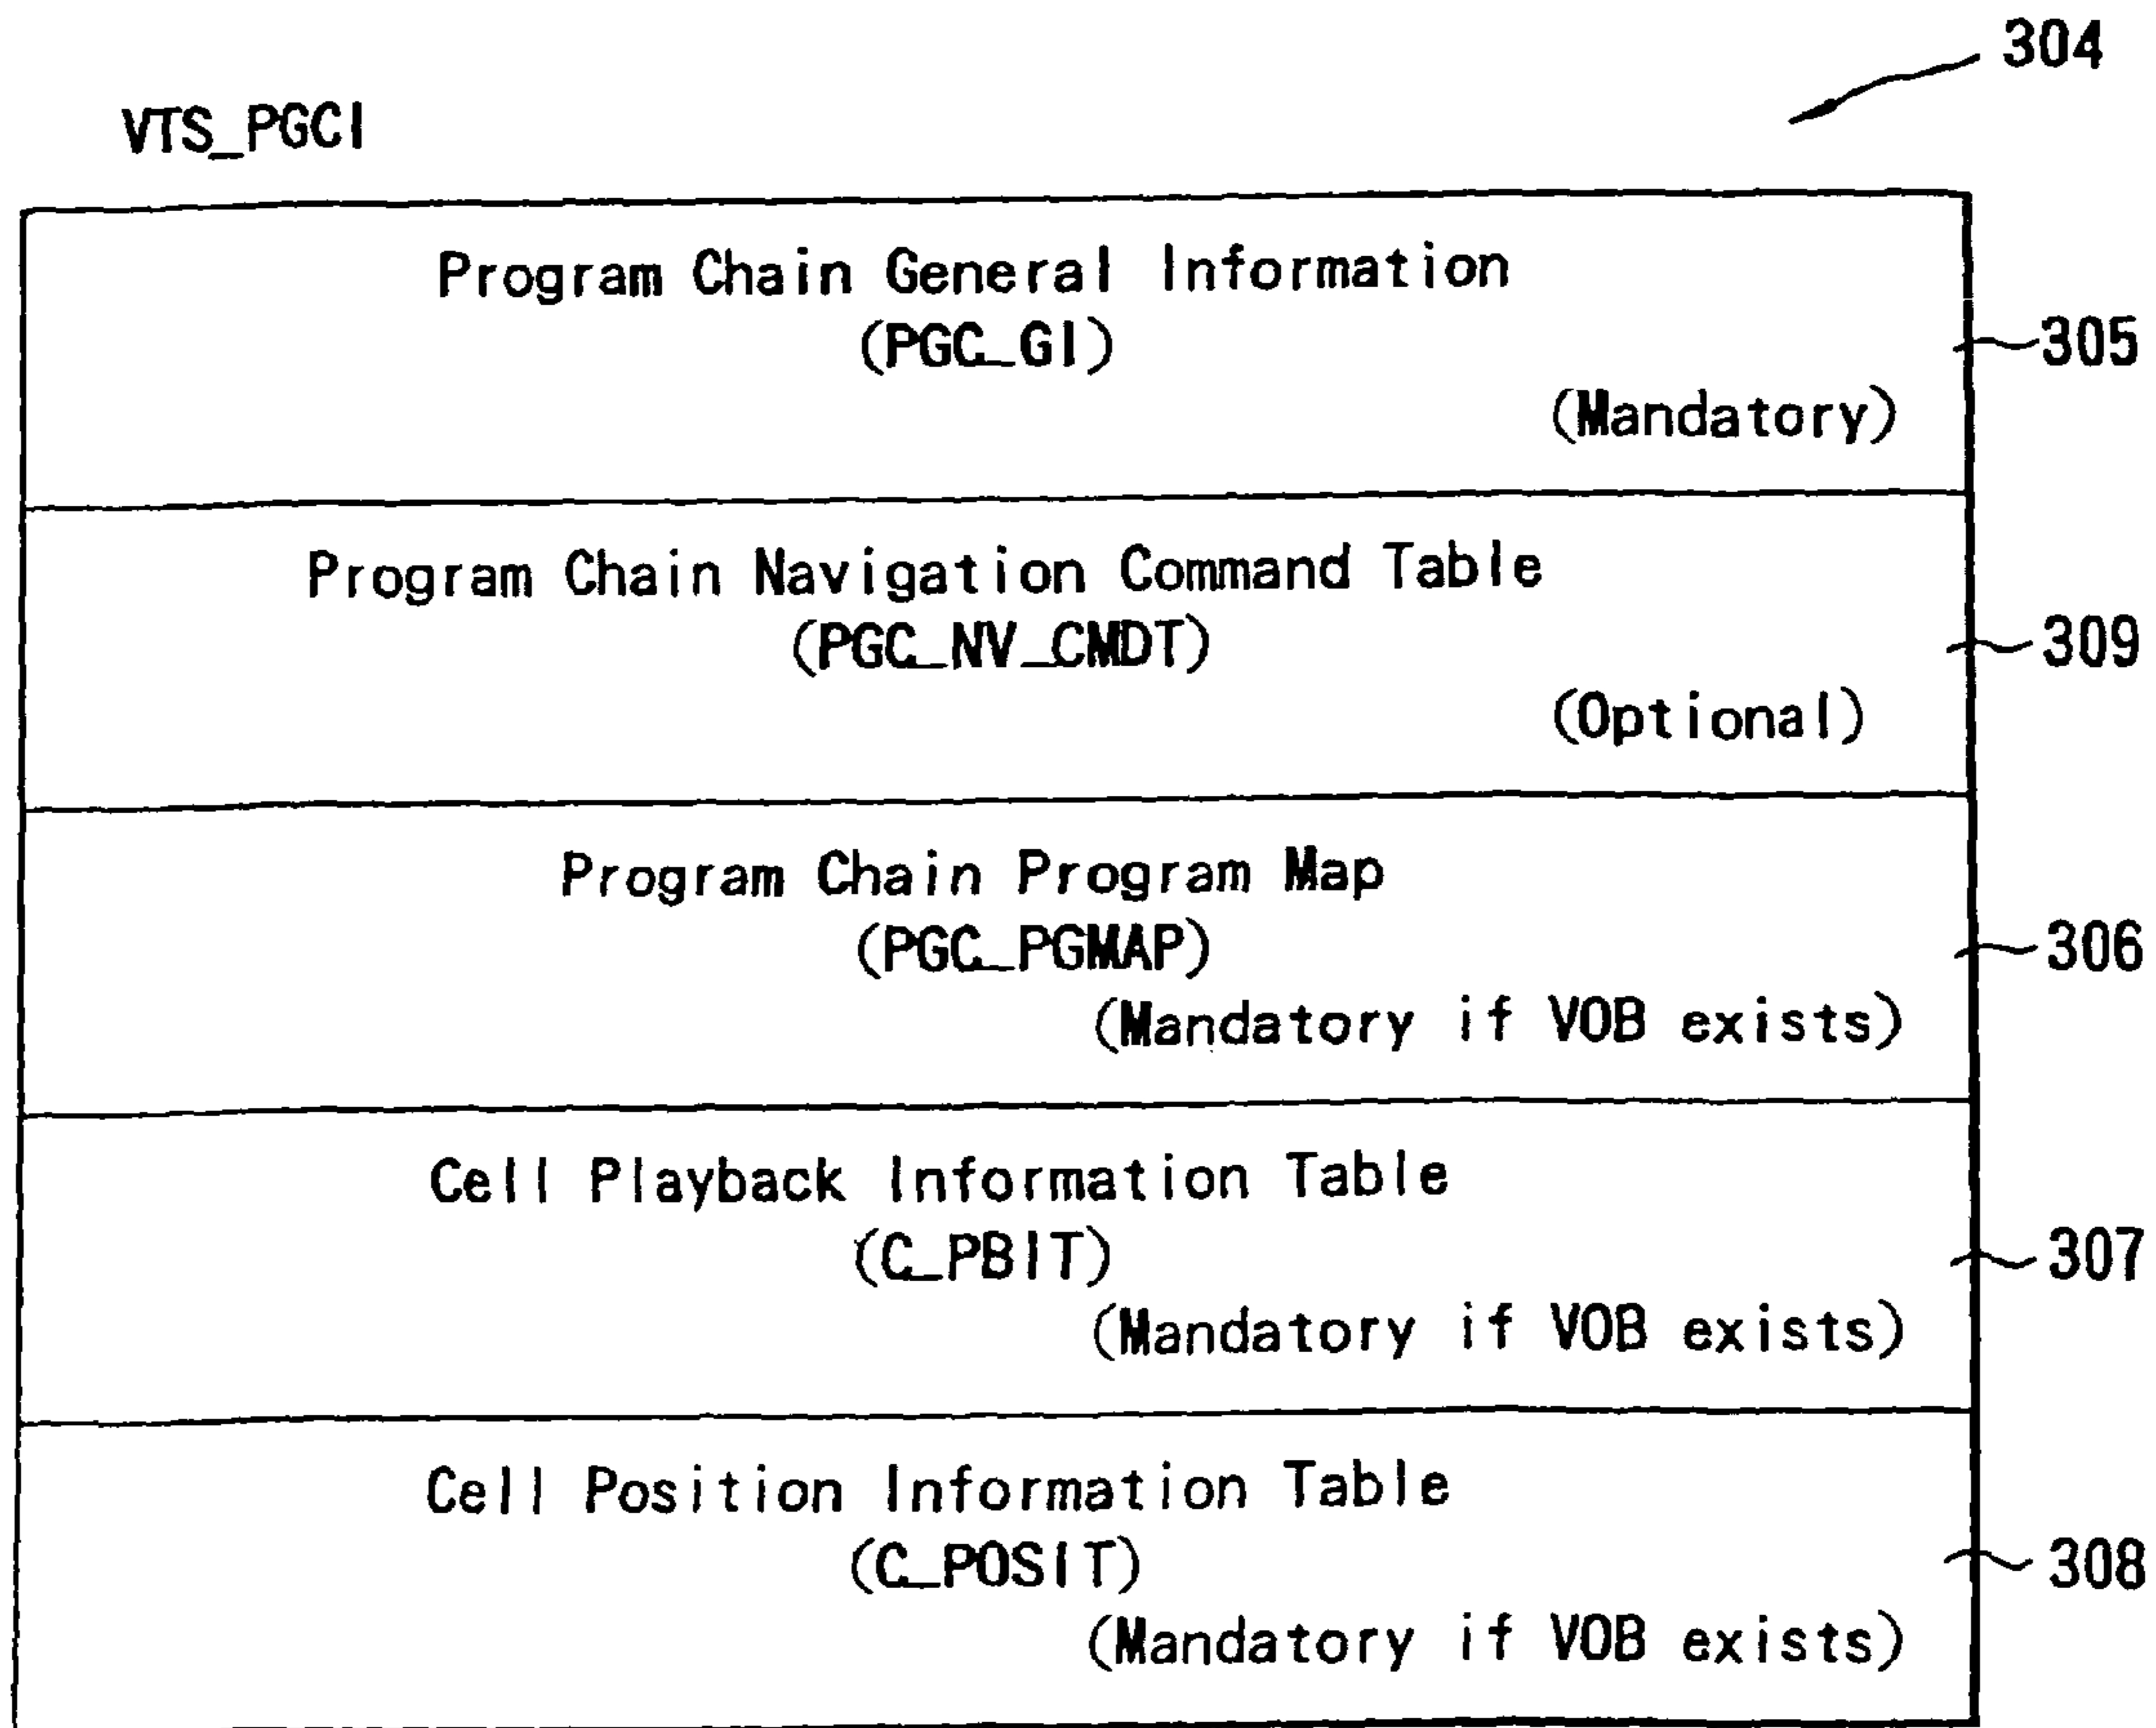 304
VTS_PGCI
Program Chain General Information
(PGC_GI)
305
(Mandatory)
Program Chain Navigation Command Table
(PGC_NV_CMDT)
309
(Optional)
Program Chain Program Map
(PGC_PGMAP)
306
(Mandatory if VOB exists)
Cell Playback Information Table
(C_PBIT)
307
(Mandatory if VOB exists)
Cell Position Information Table
(C_POSIT)
308
(Mandatory if VOB exists)